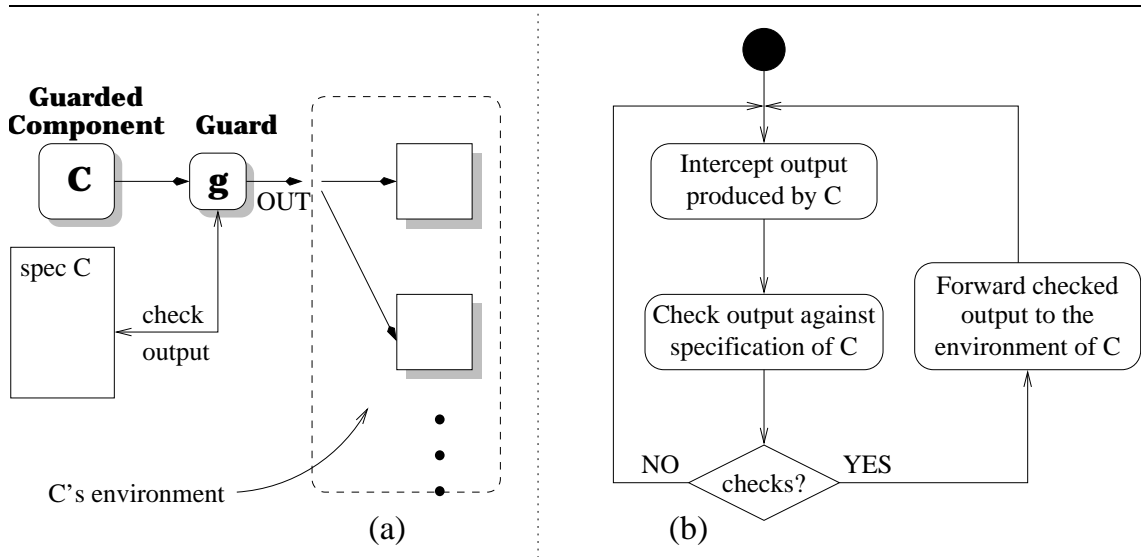 Guarded
Component
Guard
C
g
OUT
spec C
check
output
C's environment
(a)
Intercept output
produced by C
Check output against
specification of C
Forward checked
output to the
environment of C
NO
checks?
YES
(b)